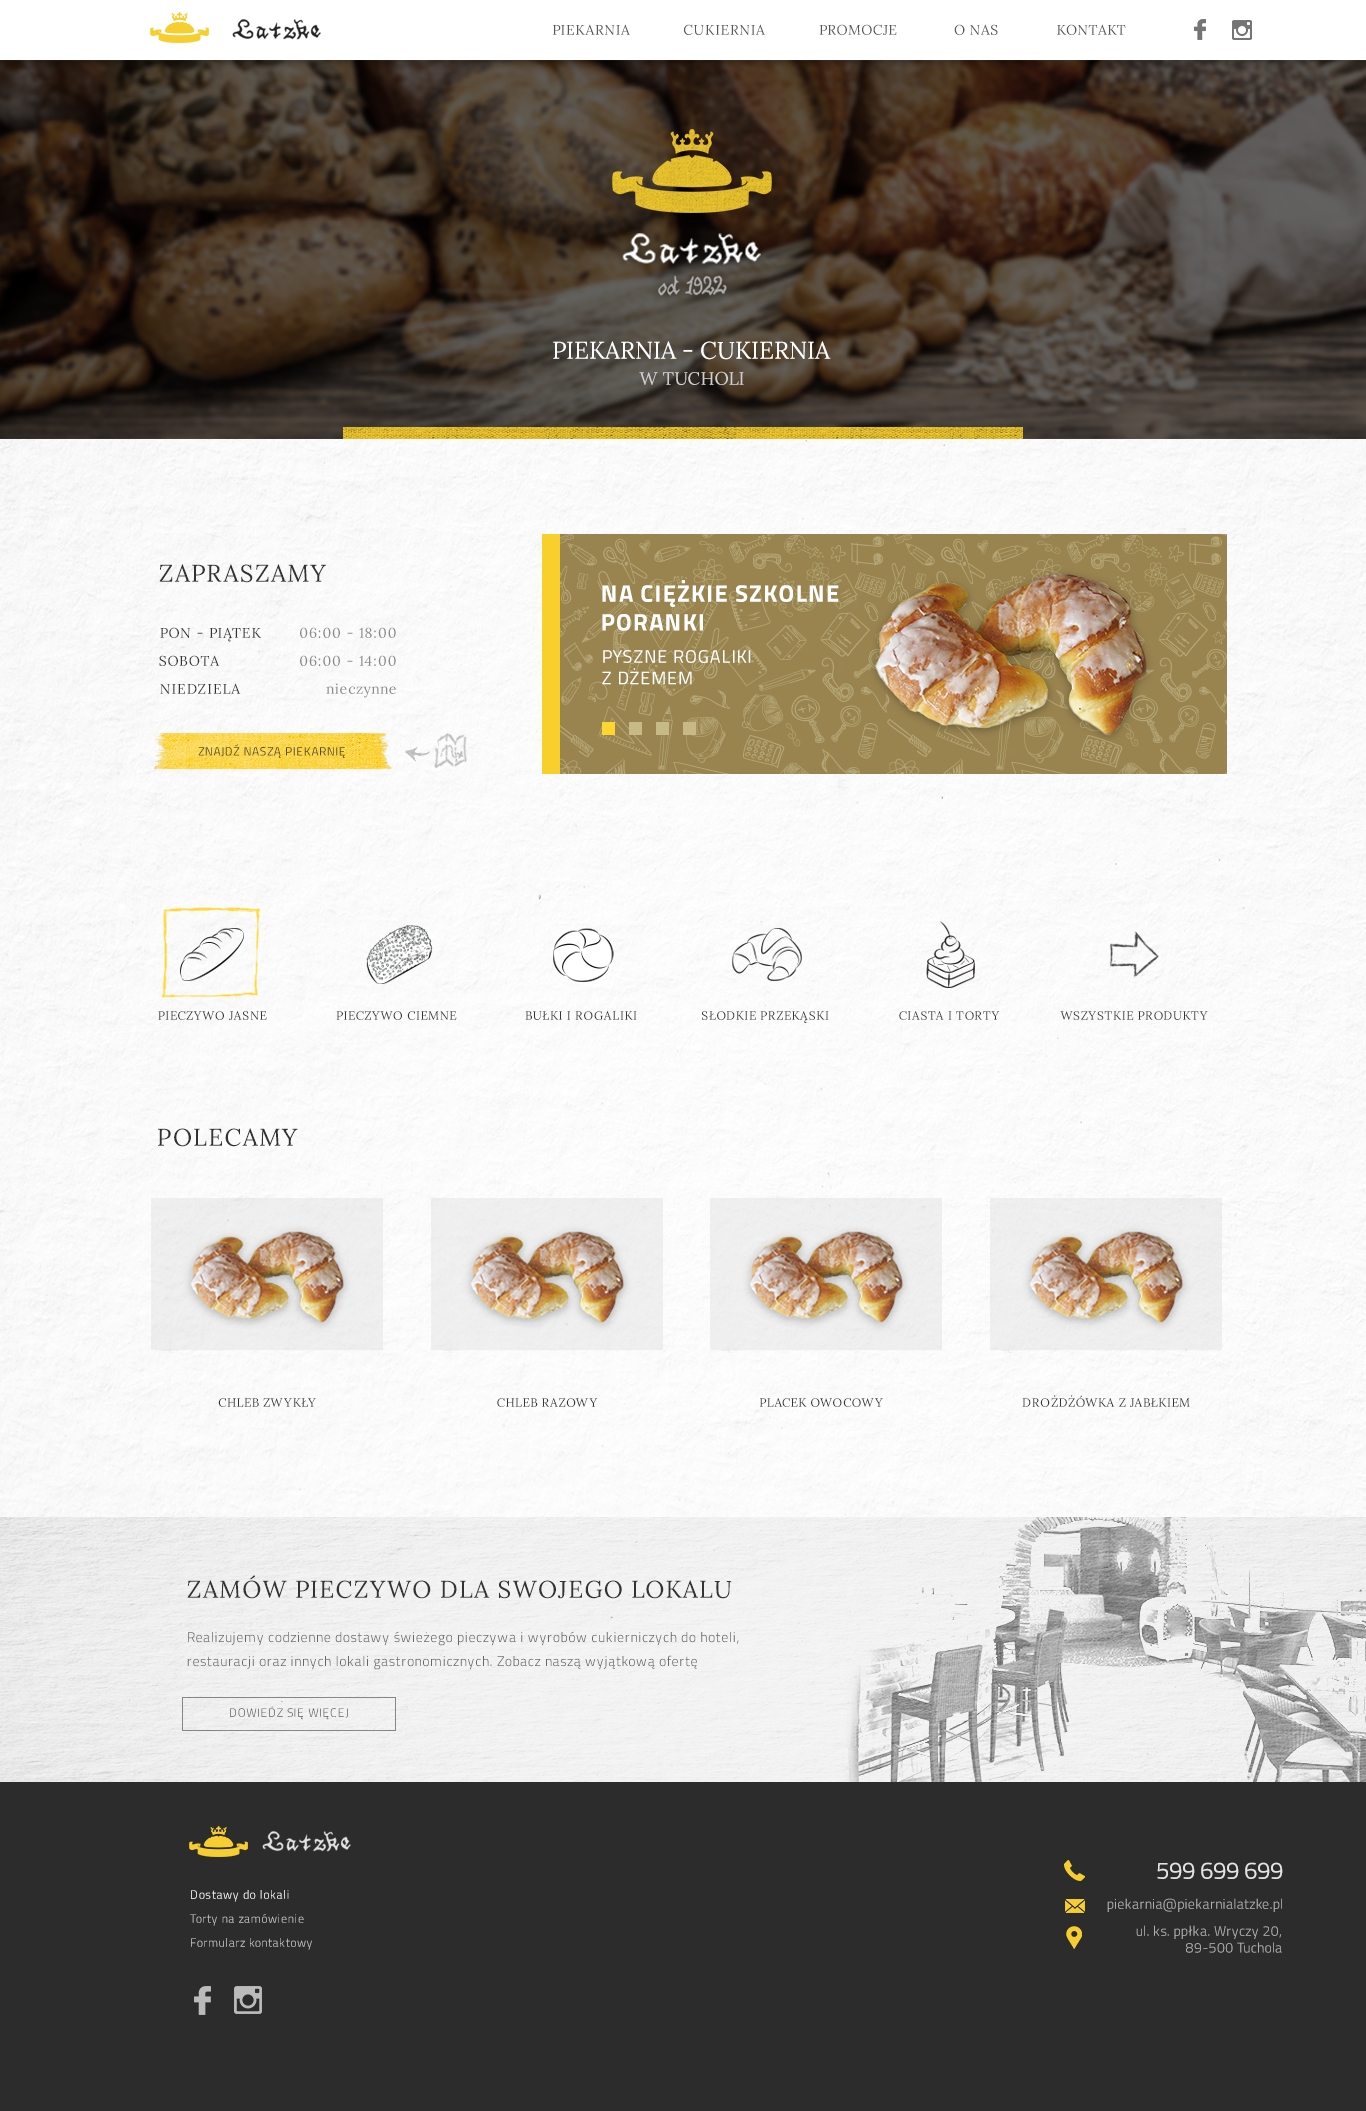 Latzke
PIEKARNIA
CUKIERNIA
PROMOCJE
O NAS
KONTAKT
Latzke
od 1922
PIEKARNIA - CUKIERNIA
W TUCHOLI
ZAPRASZAMY
PON - PIĄTEK 06:00 - 18:00
SOBOTA 06:00 - 14:00
NIEDZIELA nieczynne
ZNAJDŹ NASZĄ PIEKARNIĘ
NA CIĘŻKIE SZKOLNE
PORANKI
PYSZNE ROGALIKI
Z DŻEMEM
PIECZYWO JASNE
PIECZYWO CIEMNE
BUŁKI I ROGALIKI
SŁODKIE PRZEKĄSKI
CIASTA I TORTY
WSZYSTKIE PRODUKTY
POLECAMY
CHLEB ZWYKŁY
CHLEB RAZOWY
PLACEK OWOCOWY
DROŻDŻÓWKA Z JABŁKIEM
ZAMÓW PIECZYWO DLA SWOJEGO LOKALU
Realizujemy codzienne dostawy świeżego pieczywa i wyrobów cukierniczych do hoteli,
restauracji oraz innych lokali gastronomicznych. Zobacz naszą wyjątkową ofertę
DOWIEDZ SIĘ WIĘCEJ
Latzke
Dostawy do lokali
Torty na zamówienie
Formularz kontaktowy
599 699 699
piekarnia@piekarnialatzke.pl
ul. ks. ppłka. Wryczy 20,
89-500 Tuchola